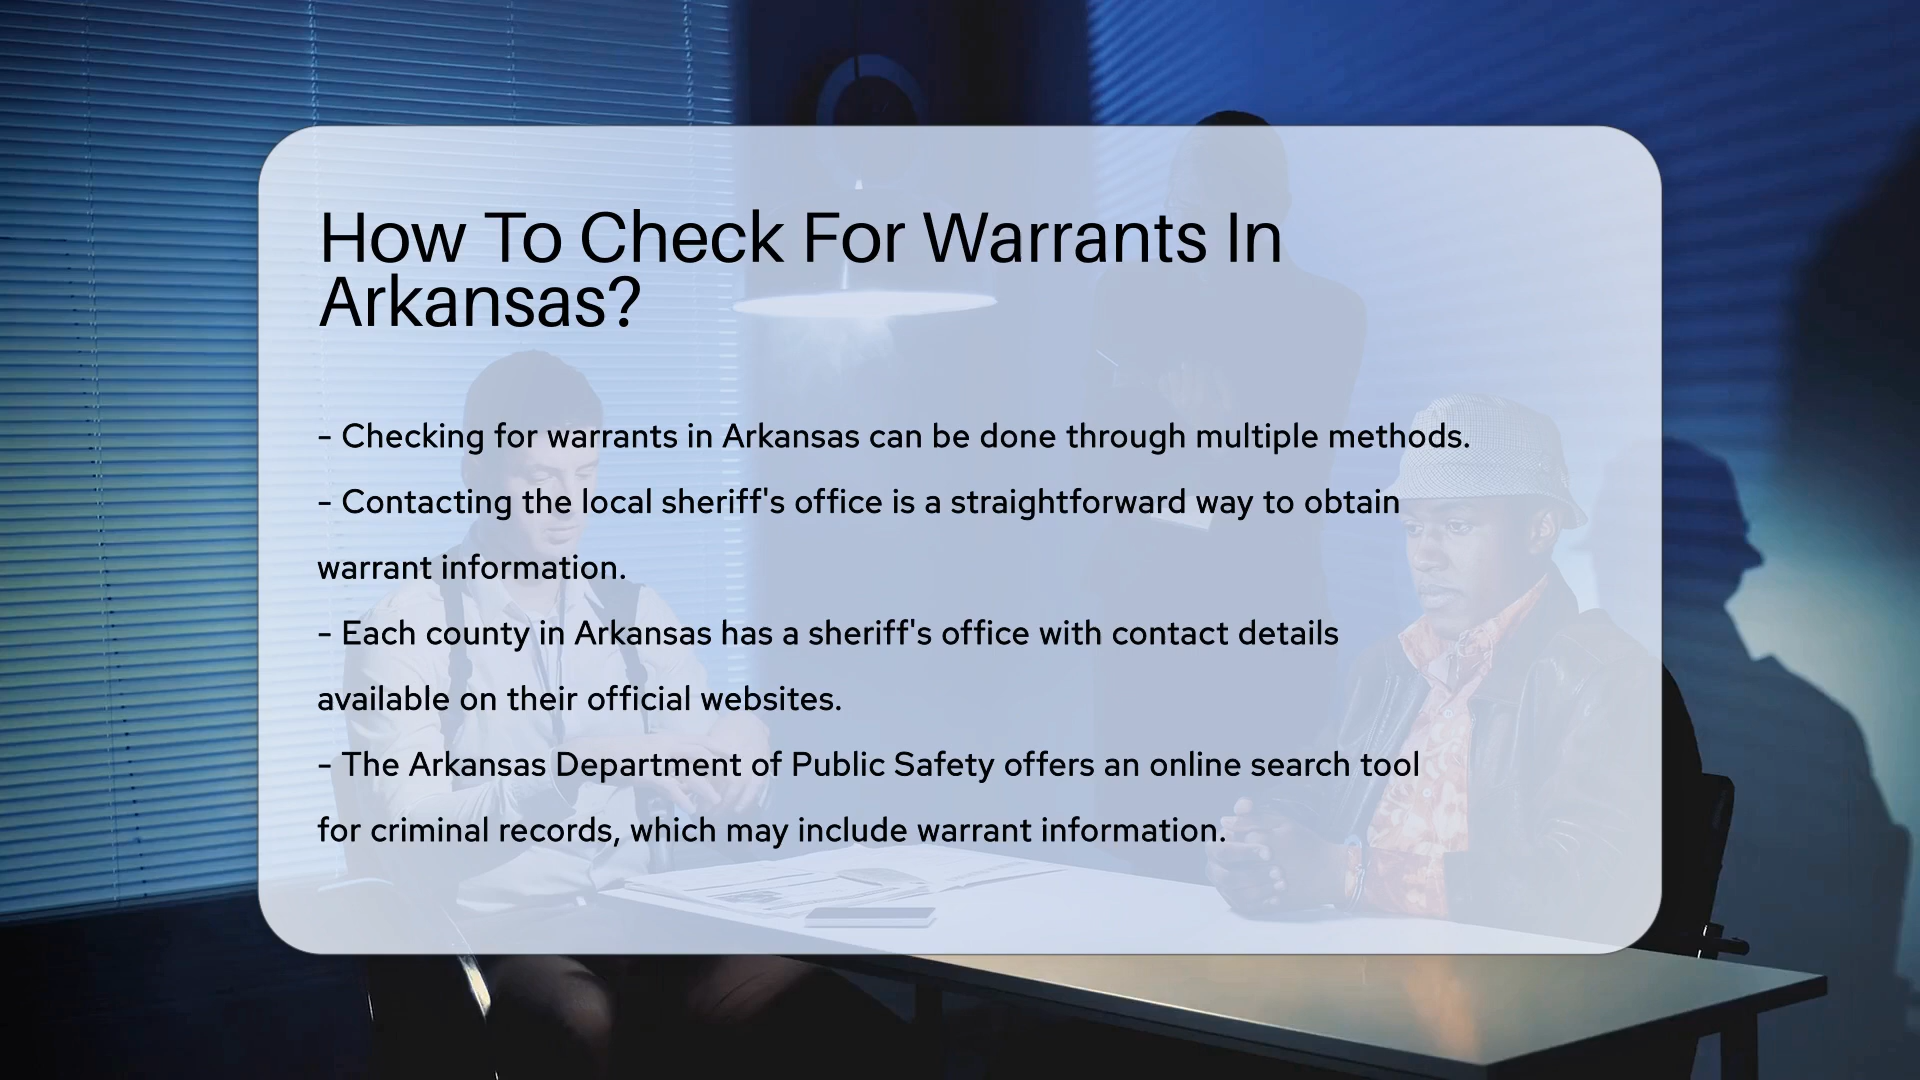 How To Check For Warrants In
Arkansas?
- Checking for warrants in Arkansas can be done through multiple methods.
- Contacting the local sheriff's office is a straightforward way to obtain
warrant information.
- Each county in Arkansas has a sheriff's office with contact details
available on their official websites.
- The Arkansas Department of Public Safety offers an online search tool
for criminal records, which may include warrant information.